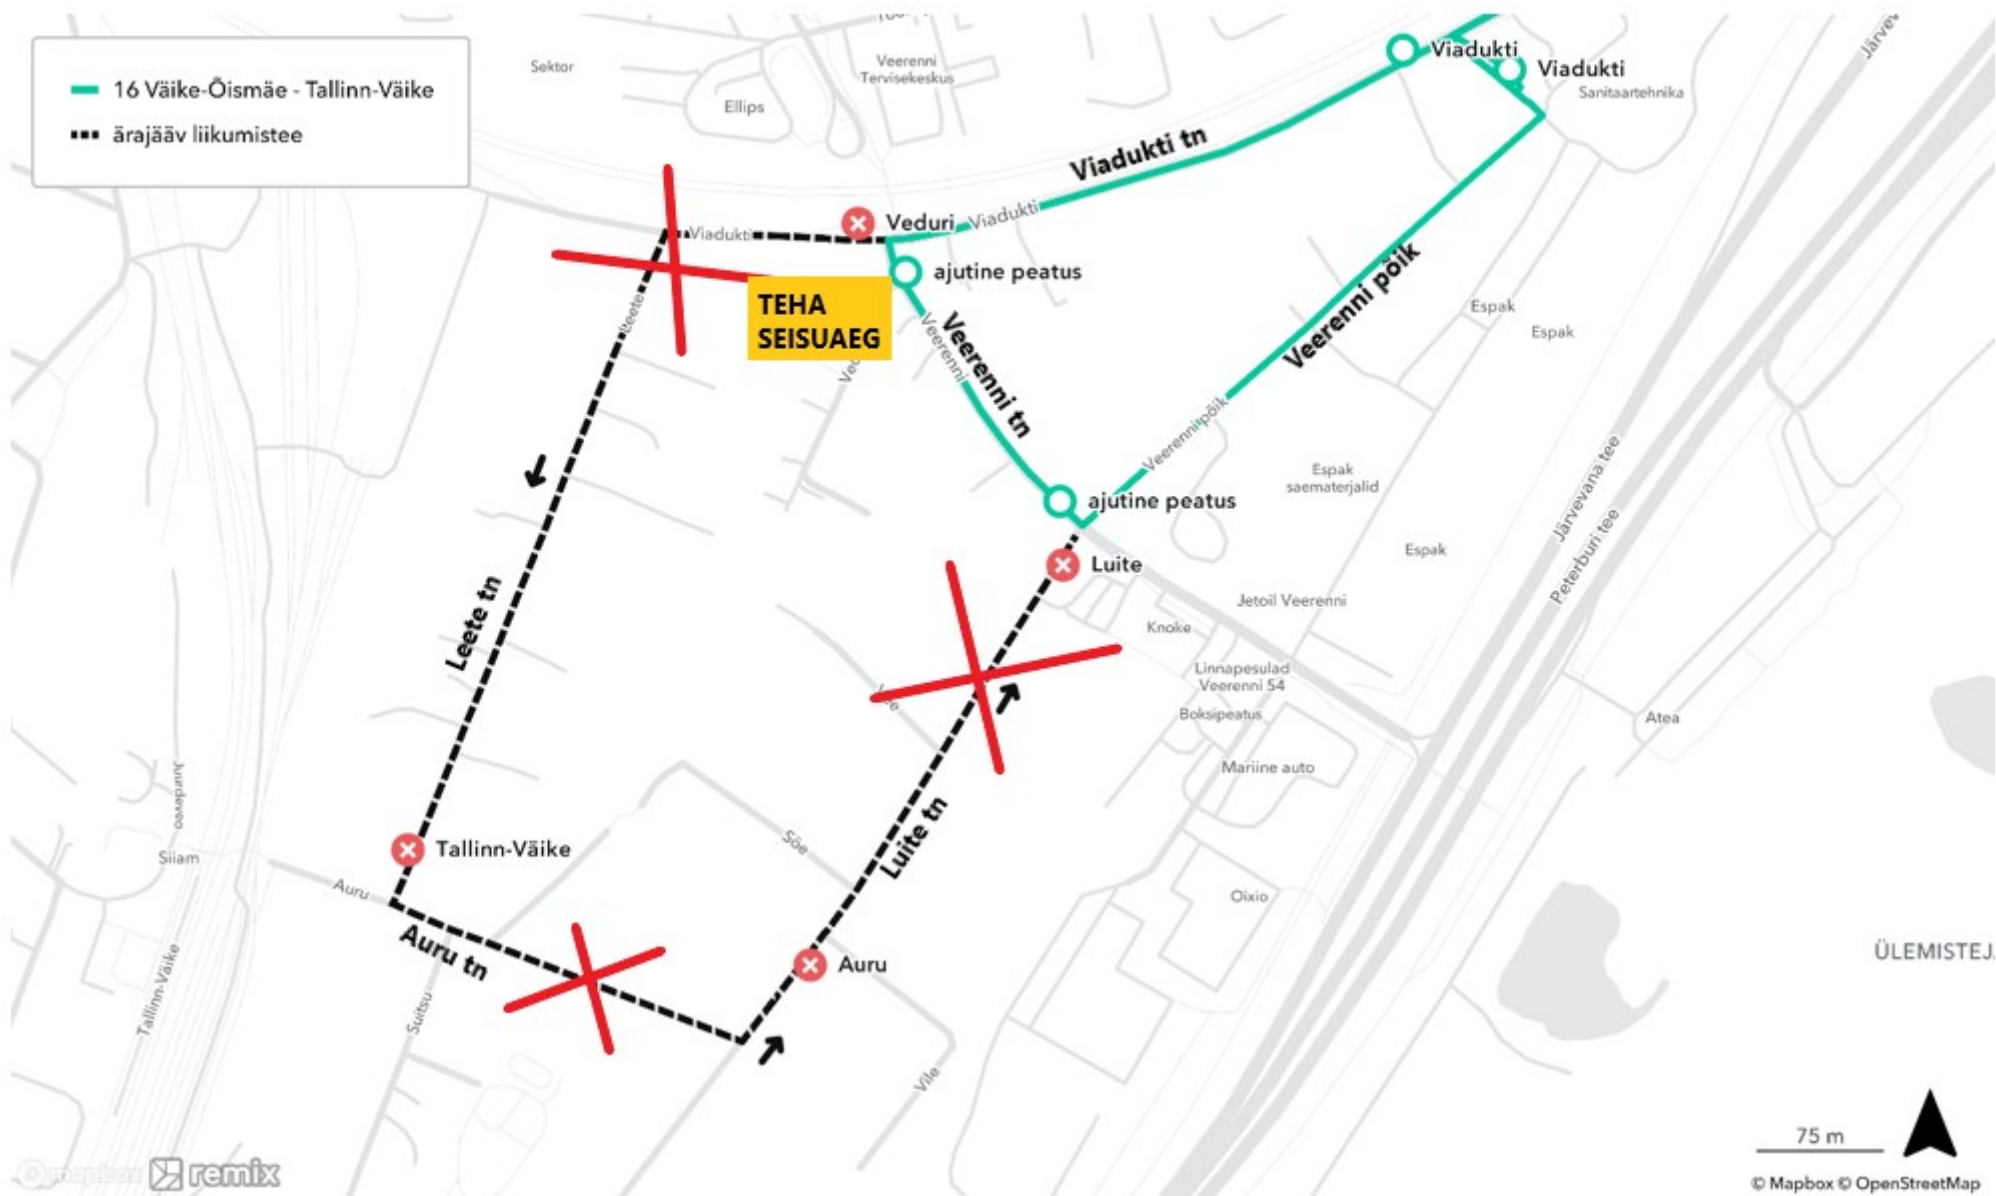 16 Väike-Õismäe - Tallinn-Väike
ärajääv liikumistee
Sektor
Ellips
Veerenni
Tervisekeskus
Viadukti
Viadukti
Sanitaartehnika
Viadukti tn
Veduri
Viadukti
Viadukti
ajutine peatus
TEHA
SEISUAEG
Leete
Veerenni
Veerenni tn
Veerenni põik
Veerenni põik
Espak
Espak
Espak
saematerjalid
Espak
ajutine peatus
Luite
Järvevana tee
Peterburi tee
Jetoil Veerenni
Knoke
Linnapesulad
Veerenni 54
Boksipeatus
Mariine auto
Atea
Leete tn
Luite tn
Söe
Tallinn-Väike
Siiam
Auru
Auru tn
Auru
Oixio
Suitsu
Tallinn-Väike
Vile
ÜLEMISTEJ
75 m
mapbox remix
© Mapbox © OpenStreetMap